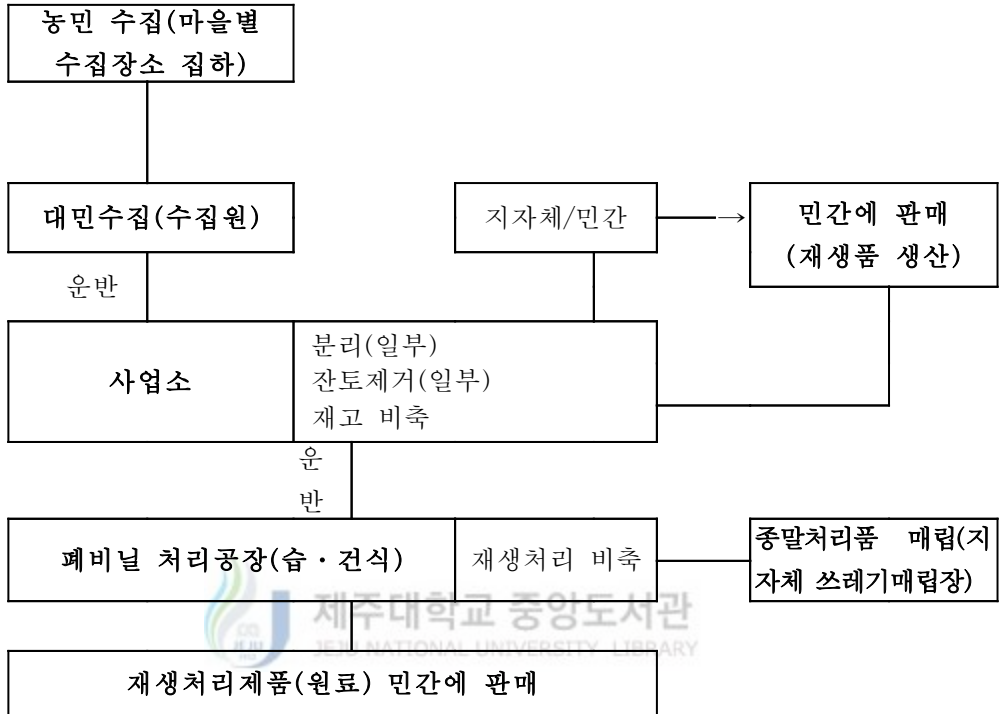 농민 수집(마을별
수집장소 집하)
대민수집(수집원)
지자체/민간
민간에 판매
(재생품 생산)
운반
사업소
분리(일부)
잔토제거(일부)
재고 비축
운
반
폐비닐 처리공장(습·건식)
재생처리 비축
종말처리품 매립(지
자체 쓰레기매립장)
제주대학교 중앙도서관
JEJU NATIONAL UNIVERSITY LIBRARY
재생처리제품(원료) 민간에 판매